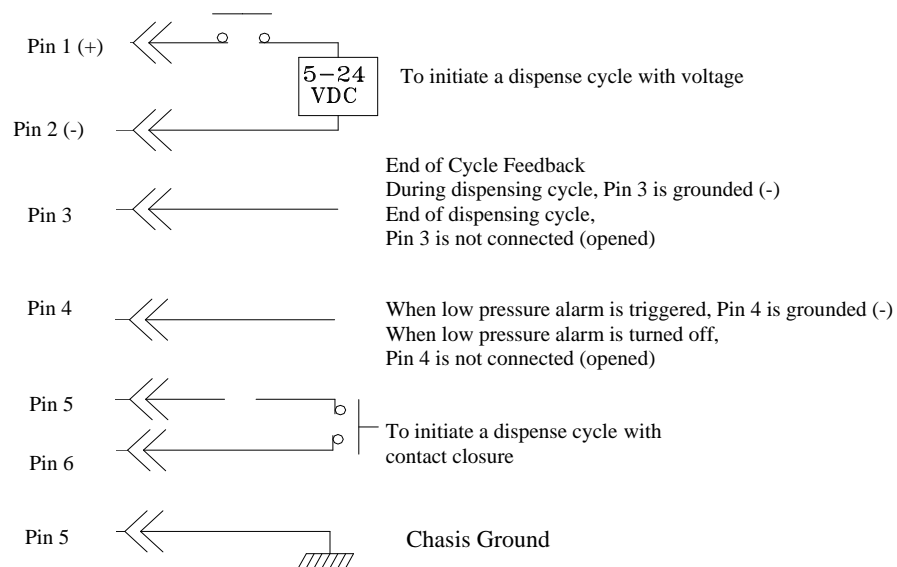 Pin 1 (+)
5-24
VDC
To initiate a dispense cycle with voltage
Pin 2 (-)
End of Cycle Feedback
During dispensing cycle, Pin 3 is grounded (-)
End of dispensing cycle,
Pin 3 is not connected (opened)
Pin 3
Pin 4
When low pressure alarm is triggered, Pin 4 is grounded (-)
When low pressure alarm is turned off,
Pin 4 is not connected (opened)
Pin 5
To initiate a dispense cycle with
contact closure
Pin 6
Pin 5
Chasis Ground